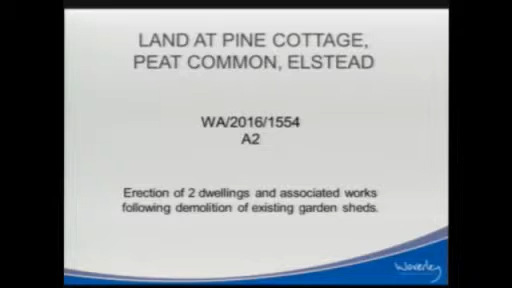 LAND AT PINE COTTAGE,
PEAT COMMON, ELSTEAD
WA/2016/1554
A2
Erection of 2 dwellings and associated works
following demolition of existing garden sheds.
Waverley